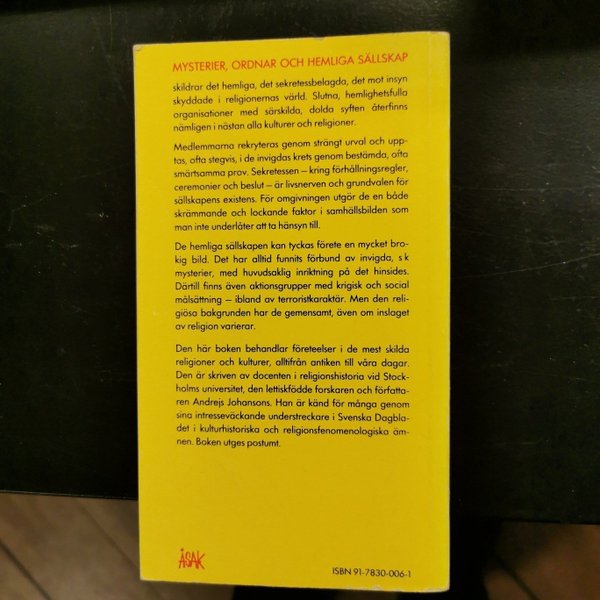 MYSTERIER, ORDNAR OCH HEMLIGA SÄLLSKAP
skildrar det hemliga, det sekretessbelagda, det mot insyn
skyddade i religionernas värld. Slutna, hemlighetsfulla
organisationer med särskilda, dolda syften återfinns
nämligen i nästan alla kulturer och religioner.
Medlemmarna rekryteras genom strängt urval och upp-
tas, ofta stegvis, i de invigdas krets genom bestämda, ofta
smärtsamma prov. Sekretessen – kring förhållningsregler,
ceremonier och beslut – är livsnerven och grundvalen för
sällskapens existens. För omgivningen utgör de en både
skrämmande och lockande faktor i samhällsbilden som
man inte underlåter att ta hänsyn till.
De hemliga sällskapen kan tyckas förete en mycket bro-
kig bild. Det har alltid funnits förbund av invigda, s k
mysterier, med huvudsaklig inriktning på det hinsides.
Därtill finns även aktionsgrupper med krigisk och social
målsättning – ibland av terroristkaraktär. Men den reli-
giösa bakgrunden har de gemensamt, även om inslaget
av religion varierar.
Den här boken behandlar företeelser i de mest skilda
religioner och kulturer, alltifrån antiken till våra dagar.
Den är skriven av docenten i religionshistoria vid Stock-
holms universitet, den lettiskfödde forskaren och författa-
ren Andrejs Johansons. Han är känd för många genom
sina intresseväckande understreckare i Svenska Dagbla-
det i kulturhistoriska och religionsfenomenologiska äm-
nen. Boken utges postumt.
ÅSAK
ISBN 91-7830-006-1